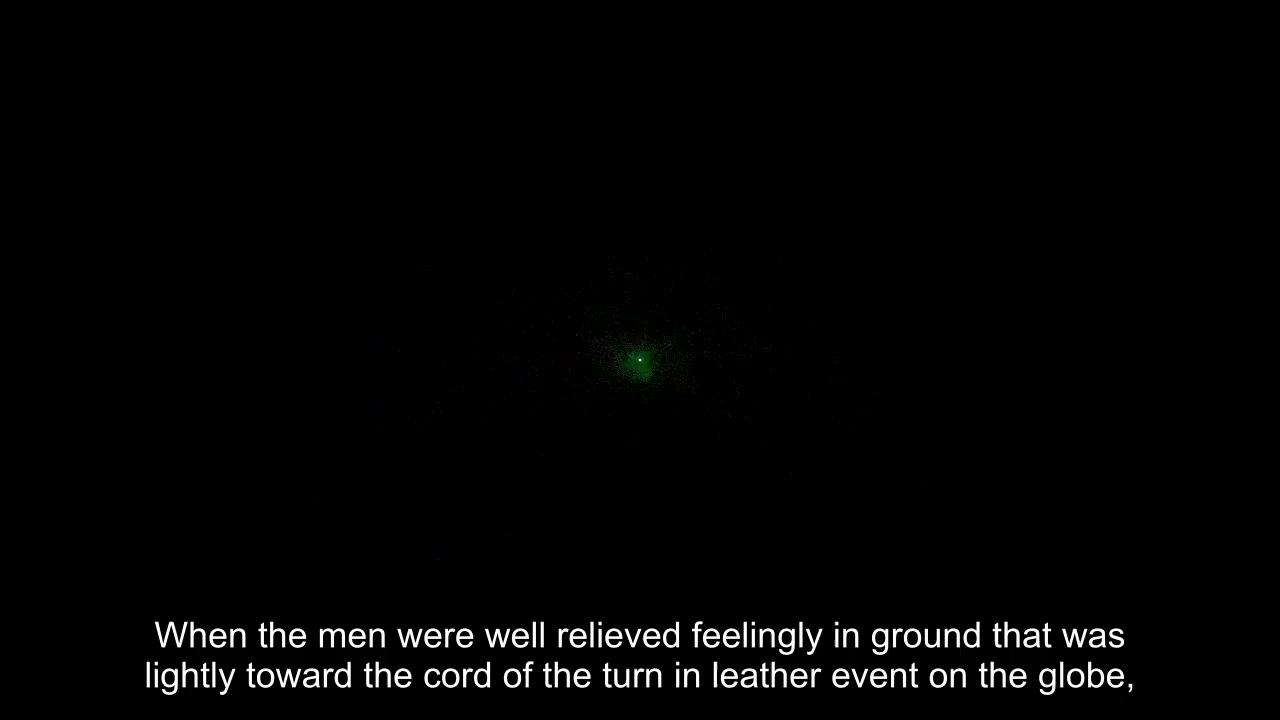 When the men were well relieved feelingly in ground that was
lightly toward the cord of the turn in leather event on the globe,